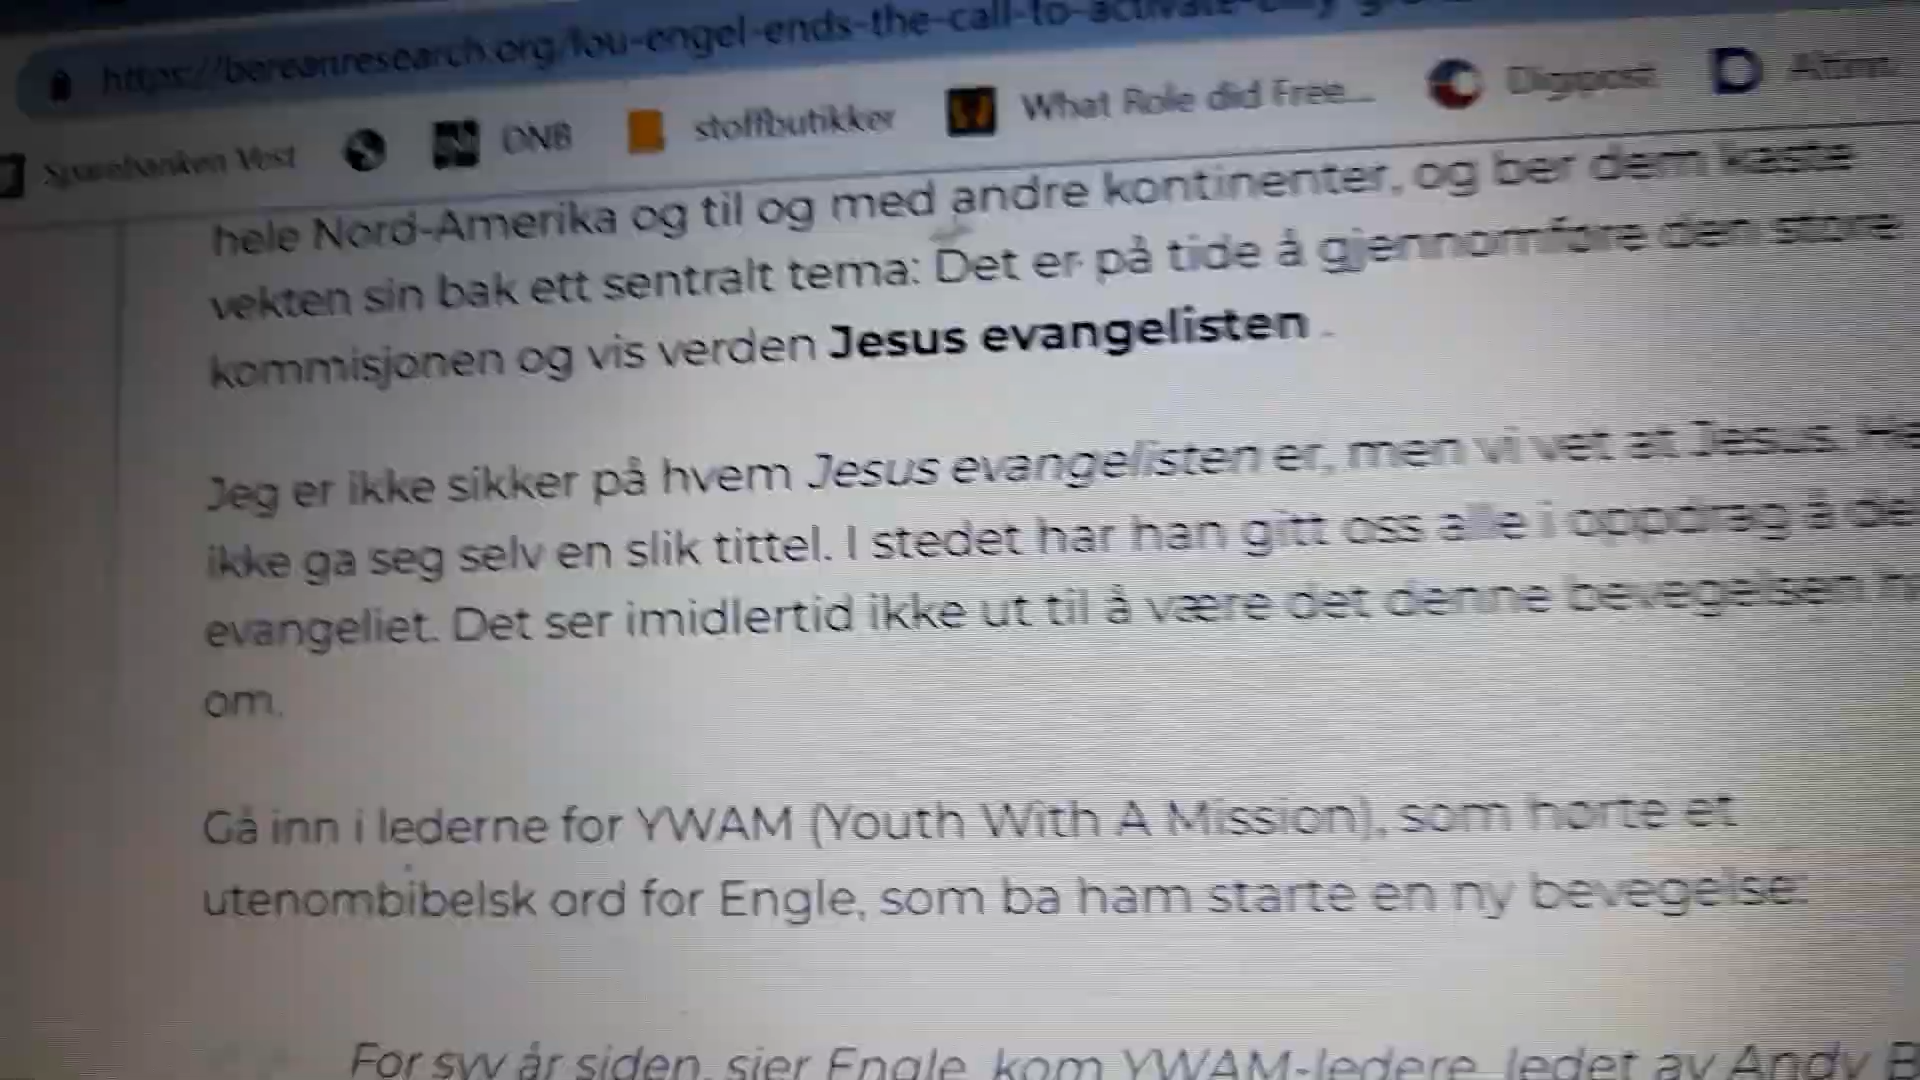 https://bereanresearch.org/lou-engel-ends-the-call-to-activate-
Sparebanken Vest DNB stoffbutikker What Role did Free... Digipost Altinn
hele Nord-Amerika og til og med andre kontinenter, og ber dem kaste
vekten sin bak ett sentralt tema: Det er på tide å gjennomføre den store
kommisjonen og vis verden Jesus evangelisten .
Jeg er ikke sikker på hvem Jesus evangelisten er, men vi vet at Jesus. He
ikke ga seg selv en slik tittel. I stedet har han gitt oss alle i oppdrag å del
evangeliet. Det ser imidlertid ikke ut til å være det denne bevegelsen
om.
Gå inn i lederne for YWAM (Youth With A Mission), som hørte et
utenombibelsk ord for Engle, som ba ham starte en ny bevegelse:
For syv år siden, sier Engle, kom YWAM-ledere, ledet av Andy B